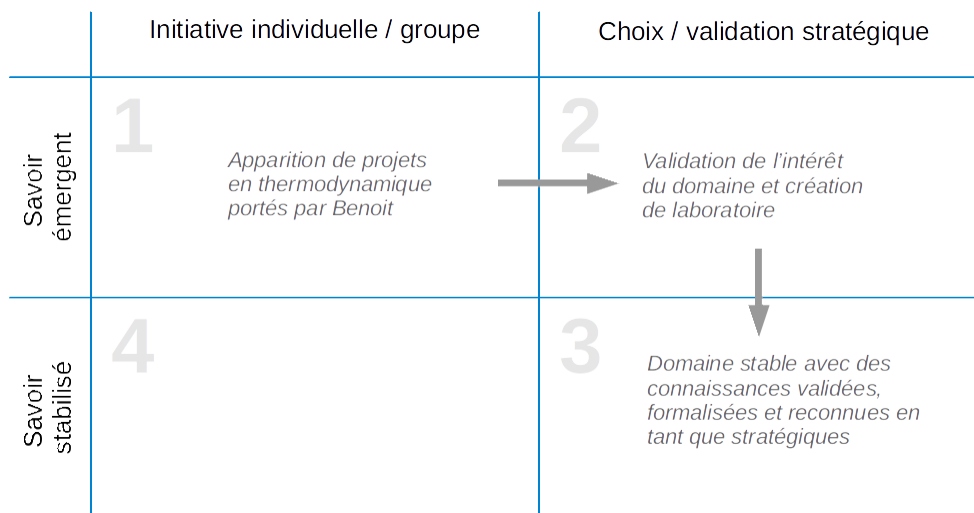 Initiative individuelle / groupe
Choix / validation stratégique
Savoir
émergent
1
Apparition de projets
en thermodynamique
portés par Benoit
2
Validation de l'intérêt
du domaine et création
de laboratoire
Savoir
stabilisé
4
3
Domaine stable avec des
connaissances validées,
formalisées et reconnues en
tant que stratégiques